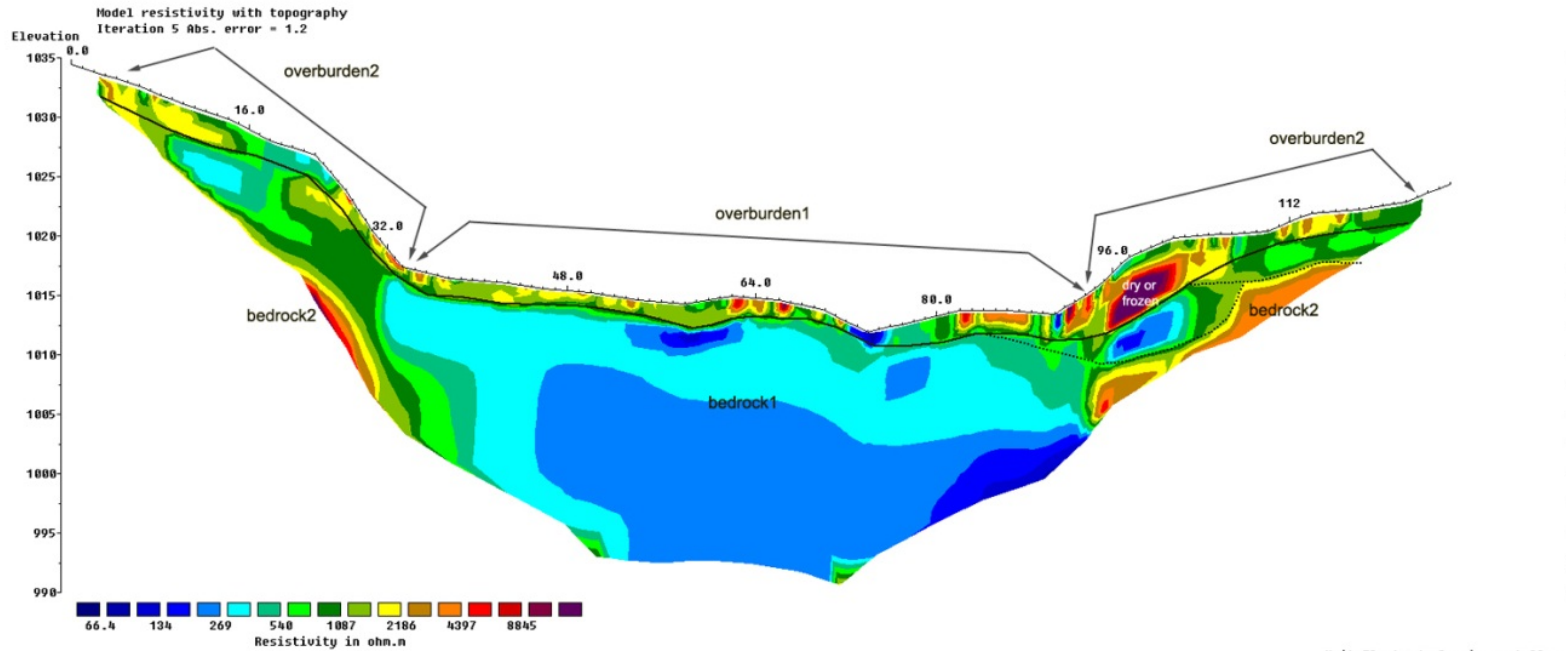 Model resistivity with topography
Iteration 5 Abs. error = 1.2
Elevation
0.0
1035
overburden2
16.0
1030
overburden2
1025
112
overburden1
32.0
1020
96.0
48.0
64.0
80.0
dry or
frozen
1015
bedrock2
bedrock2
1010
bedrock1
1005
1000
995
990
66.4 134 269 540 1087 2186 4397 8845
Resistivity in ohm.m